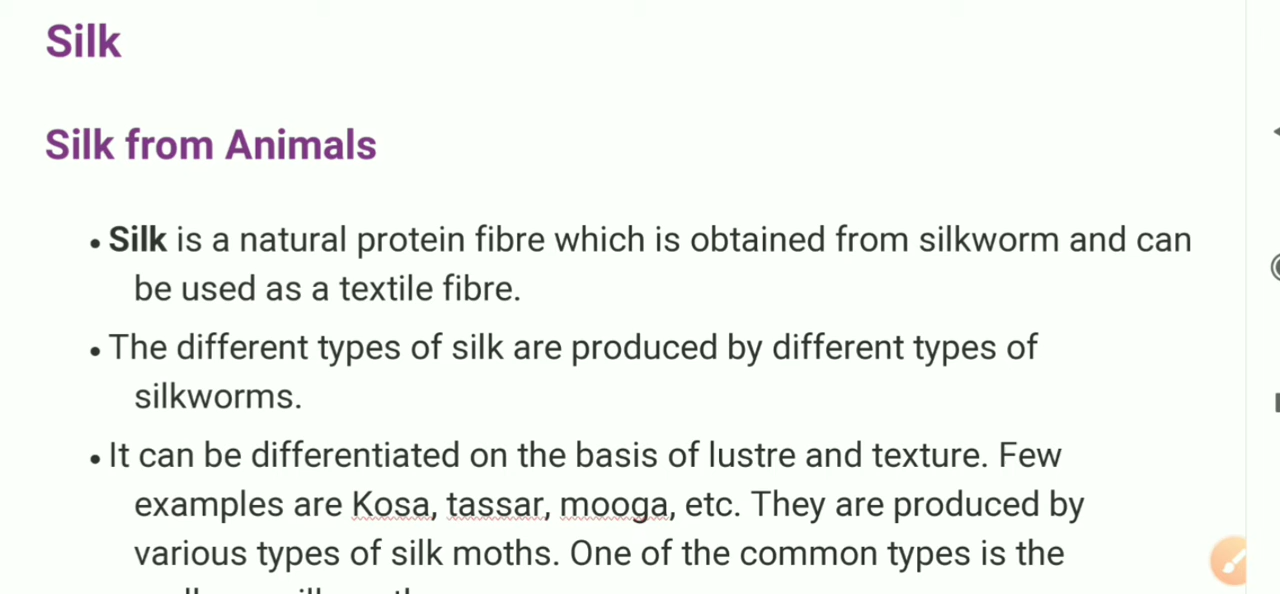 Silk
Silk from Animals
• Silk is a natural protein fibre which is obtained from silkworm and can
be used as a textile fibre.
• The different types of silk are produced by different types of
silkworms.
• It can be differentiated on the basis of lustre and texture. Few
examples are Kosa, tassar, mooga, etc. They are produced by
various types of silk moths. One of the common types is the